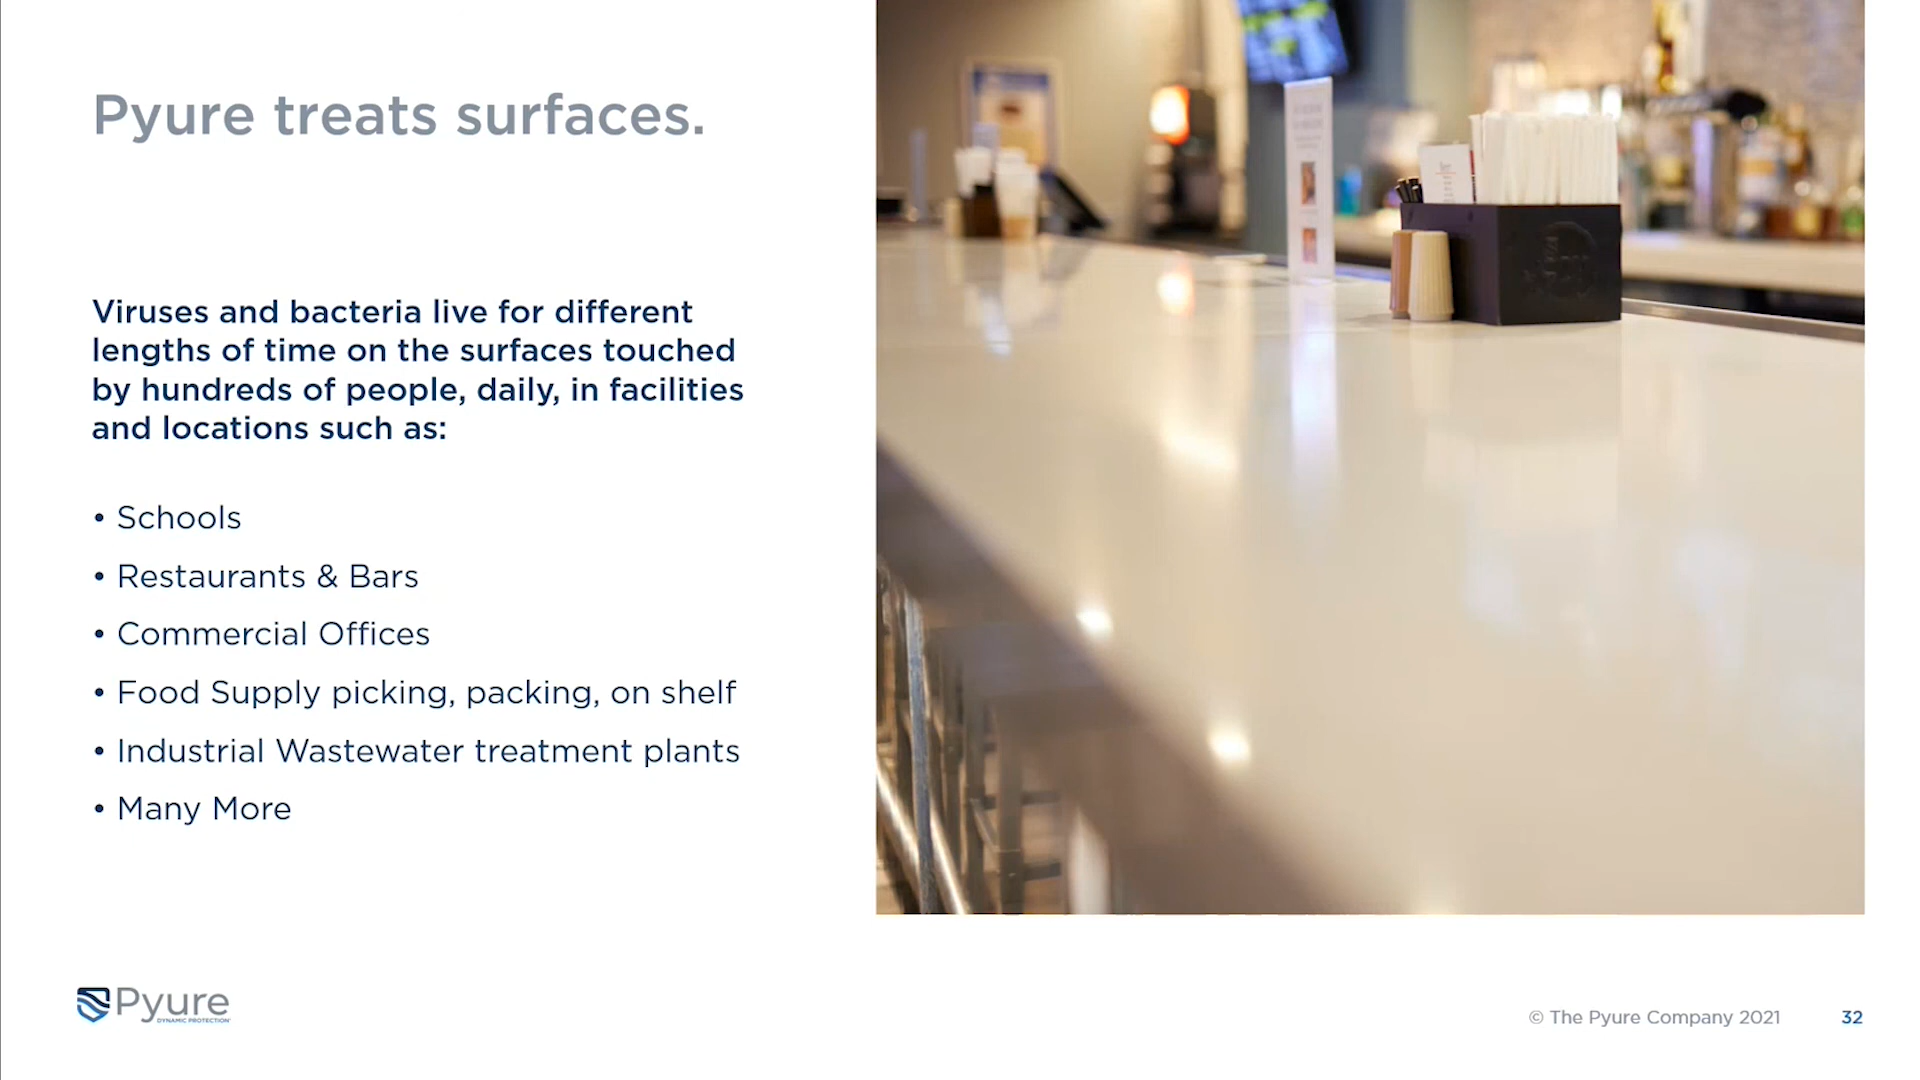 Pyure treats surfaces.
Viruses and bacteria live for different
lengths of time on the surfaces touched
by hundreds of people, daily, in facilities
and locations such as:
• Schools
• Restaurants & Bars
• Commercial Offices
• Food Supply picking, packing, on shelf
• Industrial Wastewater treatment plants
• Many More
Pyure
DYNAMIC PROTECTION
© The Pyure Company 2021
32